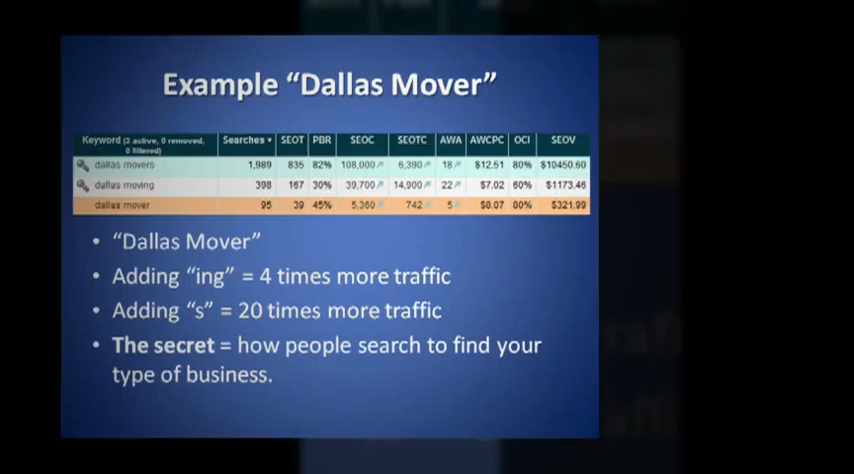 Example “Dallas Mover”
Keyword (3 active, 0 removed, 0 filtered) Searches SEOT PBR SEOC SEOTC AWA AWCPC OCI SEOV
dallas movers 1,989 835 82% 108,000 6,390 18 $12.51 80% $10450.60
dallas moving 398 167 30% 39,700 14,900 22 $7.02 60% $1173.46
dallas mover 95 39 45% 5,360 742 5 $8.07 $321.99
• “Dallas Mover”
• Adding “ing” = 4 times more traffic
• Adding “s” = 20 times more traffic
• The secret = how people search to find your
type of business.